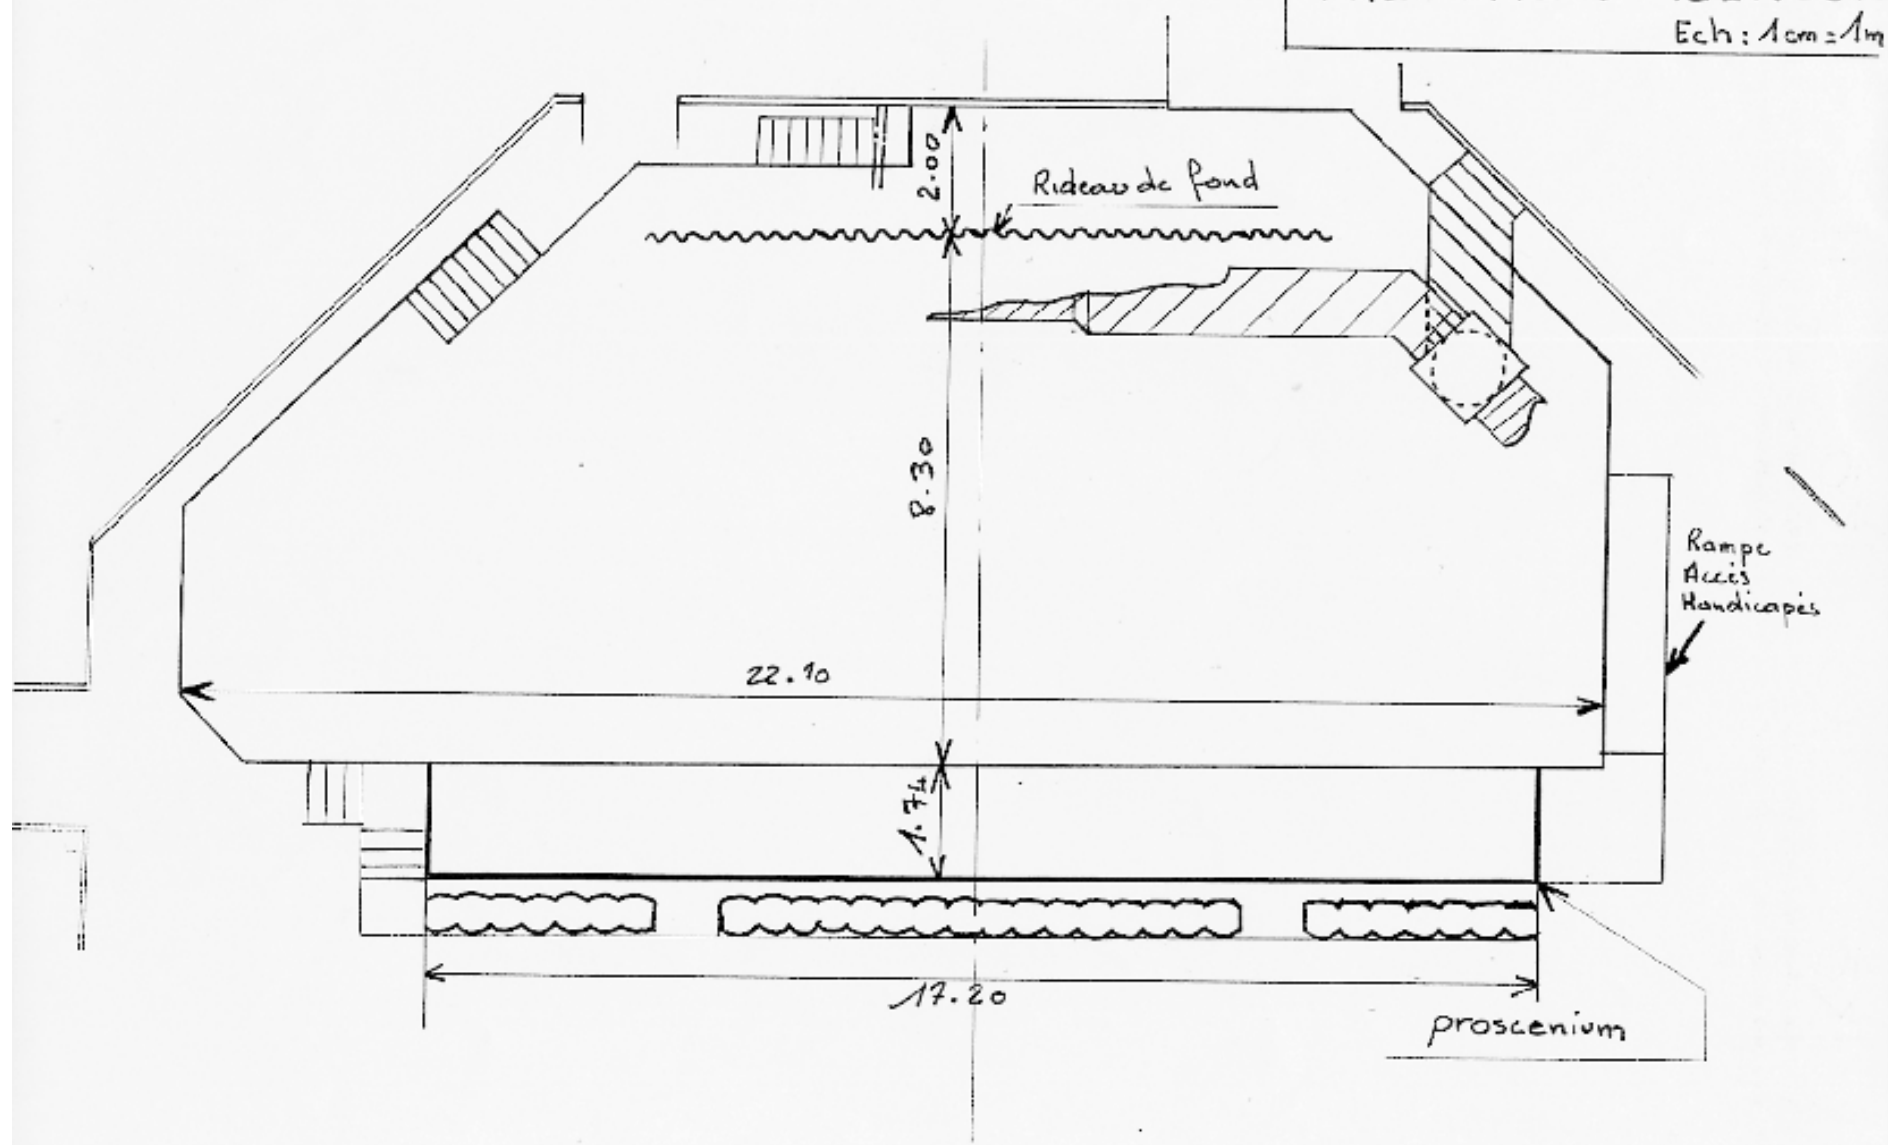 Ech: 1cm=1m
2.00
Rideau de fond
8.30
Rampe
Accès
Handicapés
22.10
1.74
17.20
proscenium